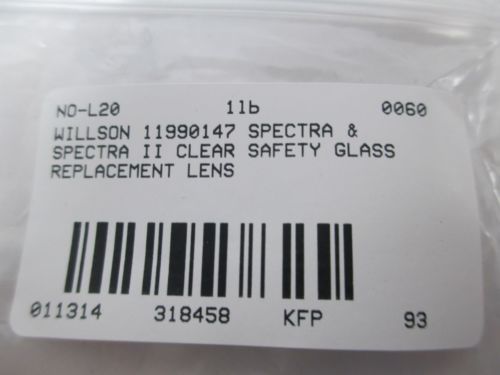 NO-L20 1lb 0060
WILLSON 11990147 SPECTRA &
SPECTRA II CLEAR SAFETY GLASS
REPLACEMENT LENS
011314 318458 KFP 93